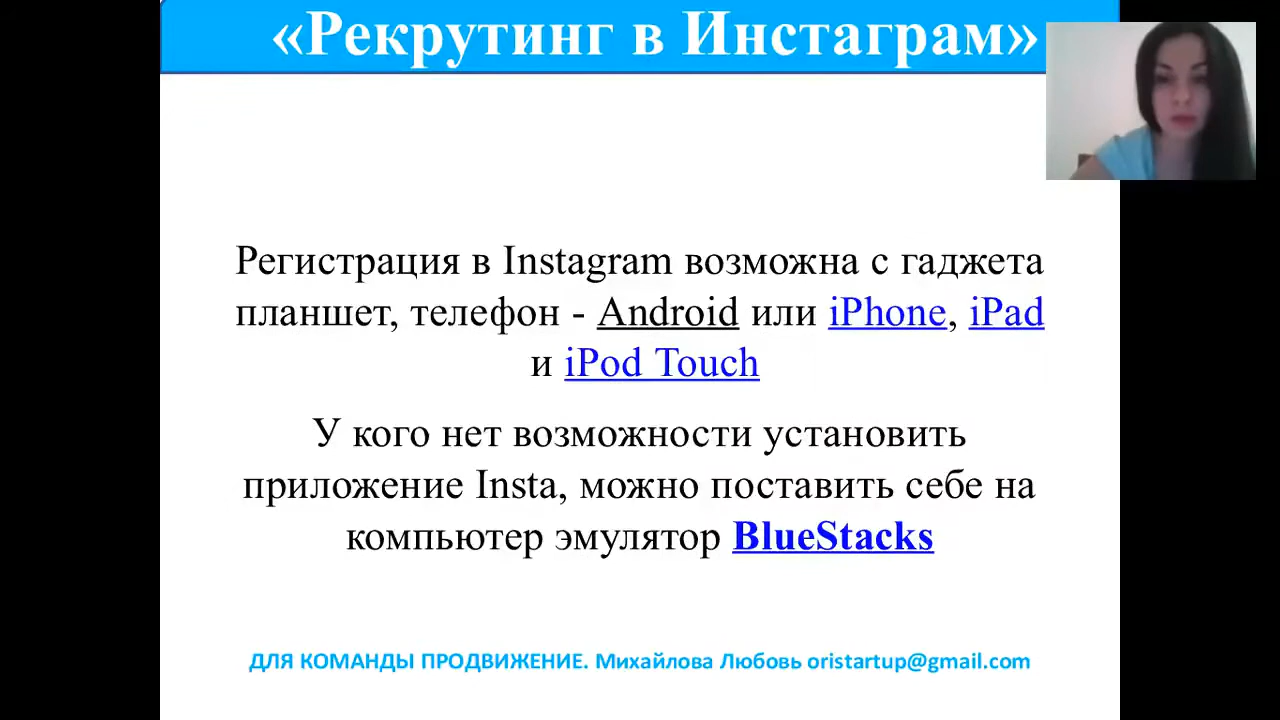 «Рекрутинг в Инстаграм»
Регистрация в Instagram возможна с гаджета
планшет, телефон - Android или iPhone, iPad
и iPod Touch
У кого нет возможности установить
приложение Insta, можно поставить себе на
компьютер эмулятор BlueStacks
ДЛЯ КОМАНДЫ ПРОДВИЖЕНИЕ. Михайлова Любовь oristartup@gmail.com